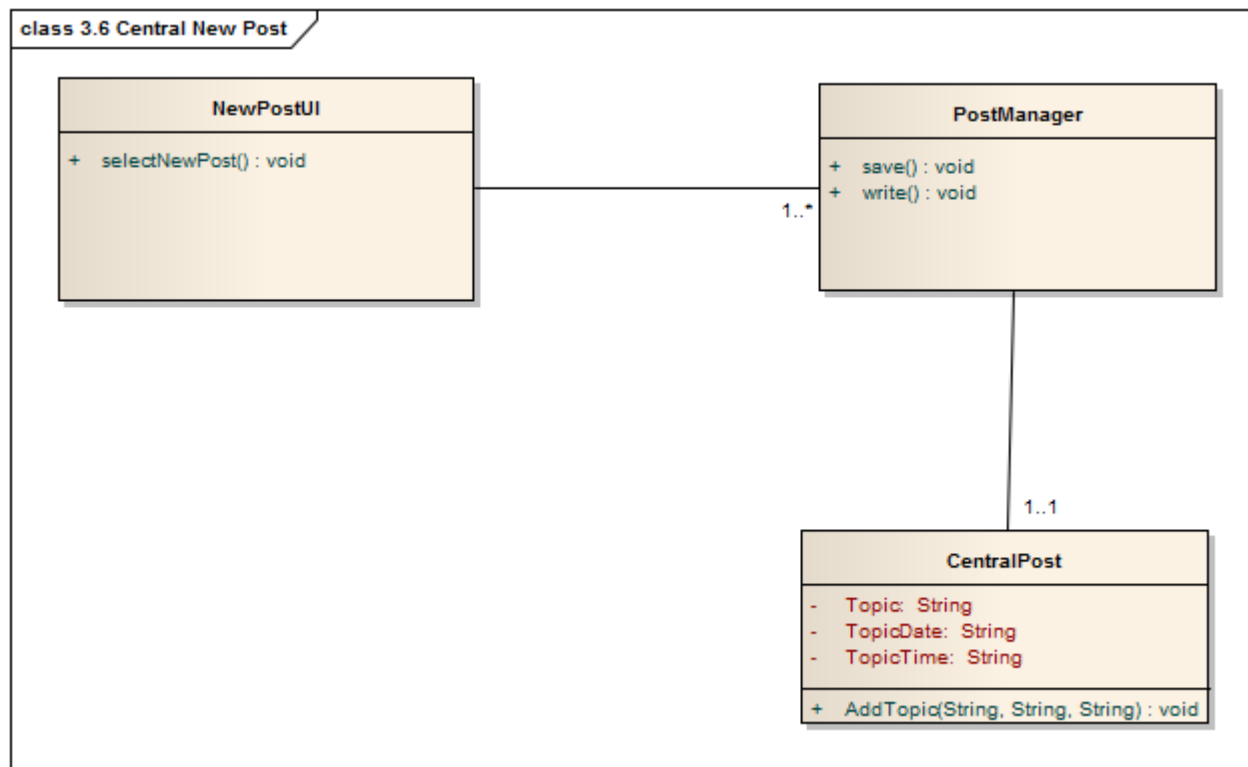 class 3.6 Central New Post
NewPostUI
+ selectNewPost() : void
PostManager
+ save() : void
+ write() : void
1..*
1..1
CentralPost
- Topic: String
- TopicDate: String
- TopicTime: String
+ AddTopic(String, String, String) : void